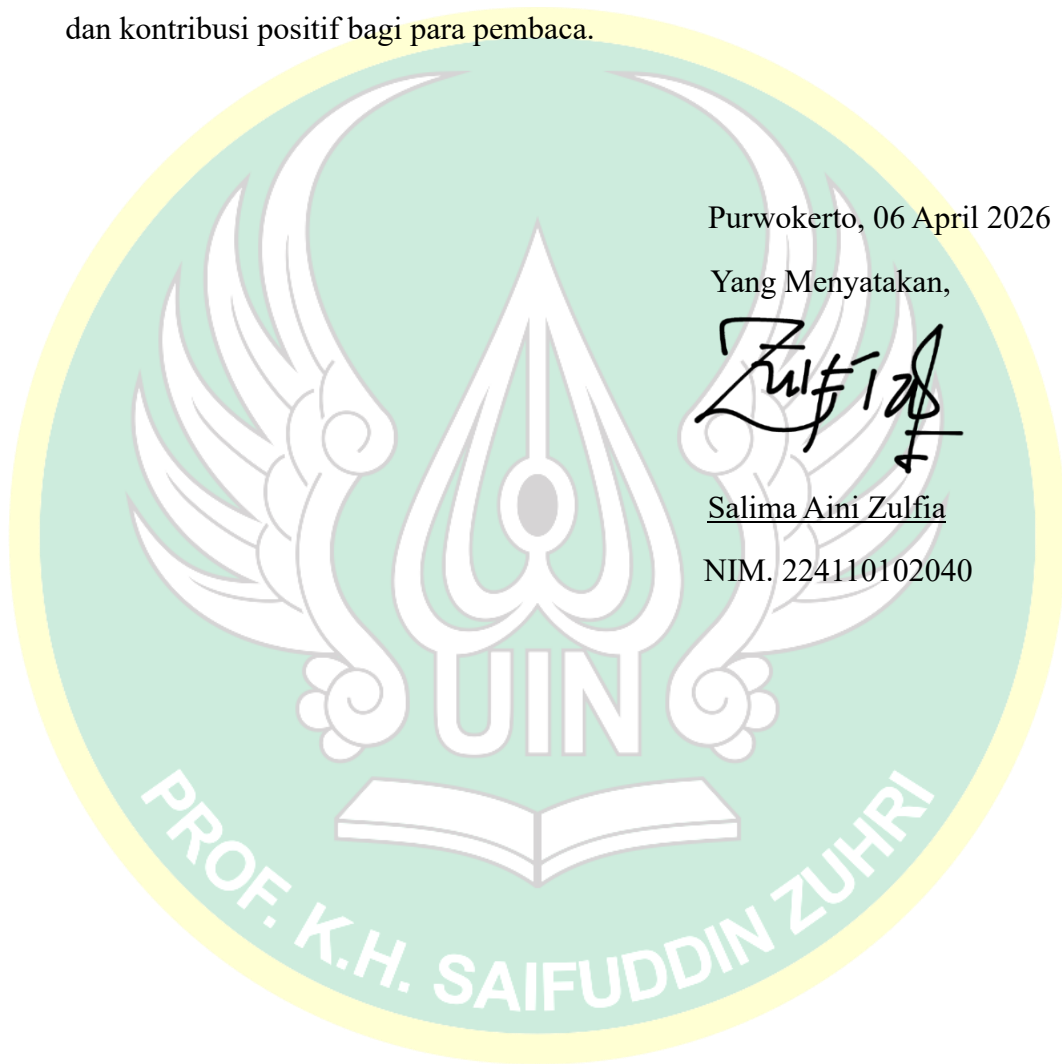 dan kontribusi positif bagi para pembaca.
Purwokerto, 06 April 2026
Yang Menyatakan,
Zulfia
Salima Aini Zulfia
NIM. 224110102040
UIN
PROF. K.H. SAIFUDDIN ZUHRI